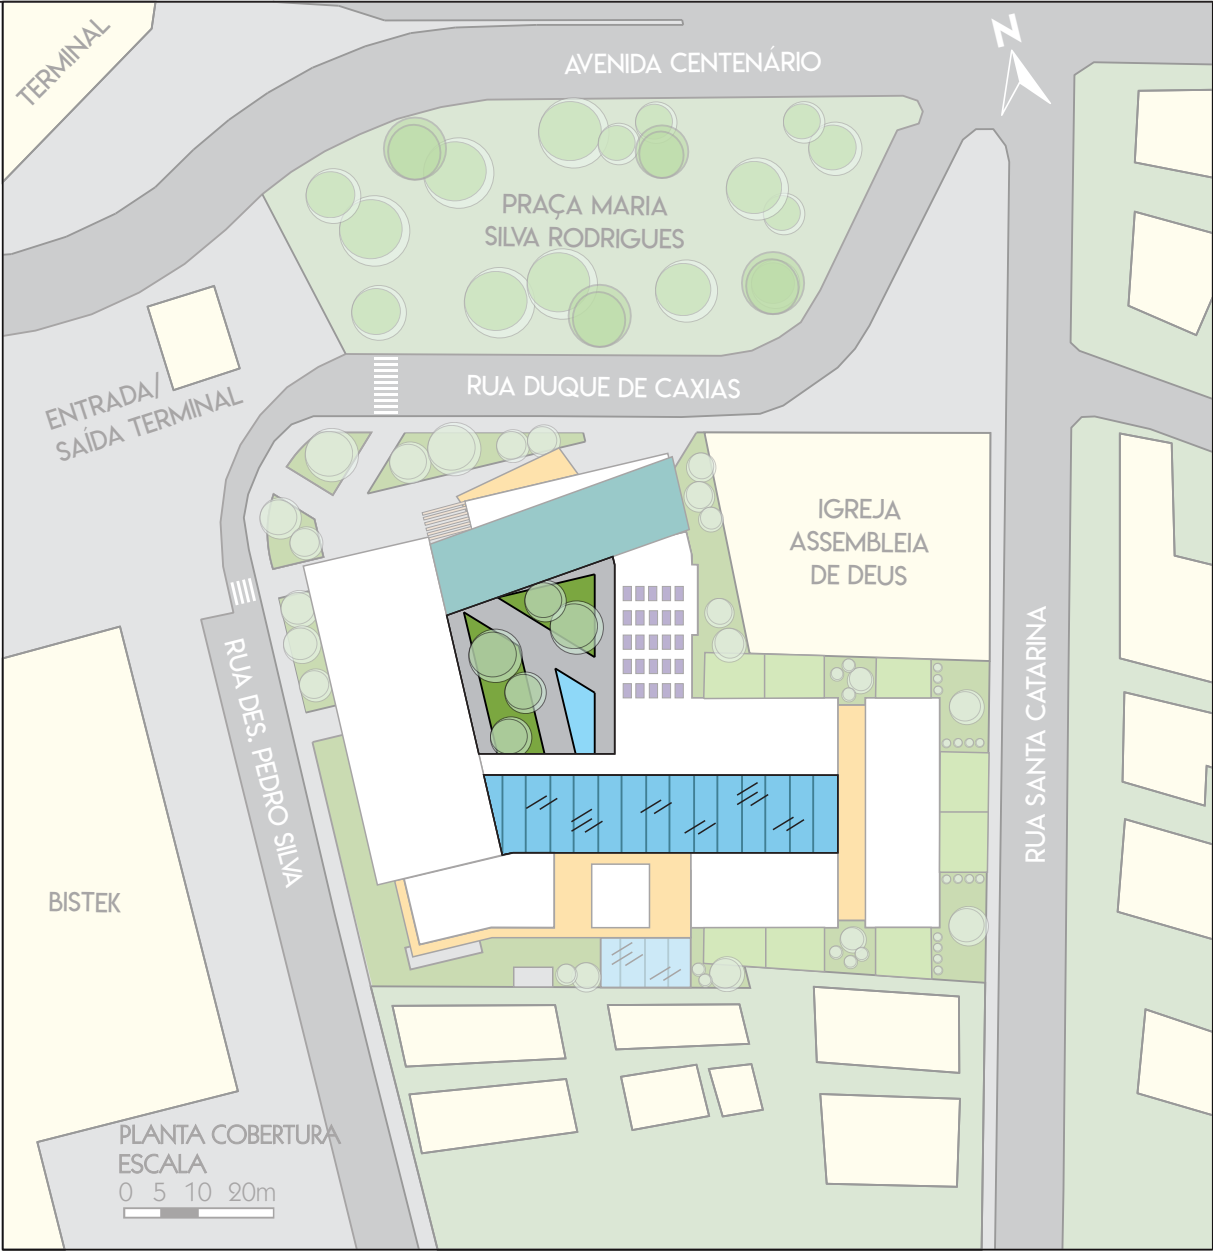 TERMINAL
AVENIDA CENTENÁRIO
N
PRAÇA MARIA
SILVA RODRIGUES
RUA DUQUE DE CAXIAS
ENTRADA/
SAÍDA TERMINAL
IGREJA
ASSEMBLEIA
DE DEUS
RUA DES. PEDRO SILVA
RUA SANTA CATARINA
BISTEK
PLANTA COBERTURA
ESCALA
0 5 10 20m